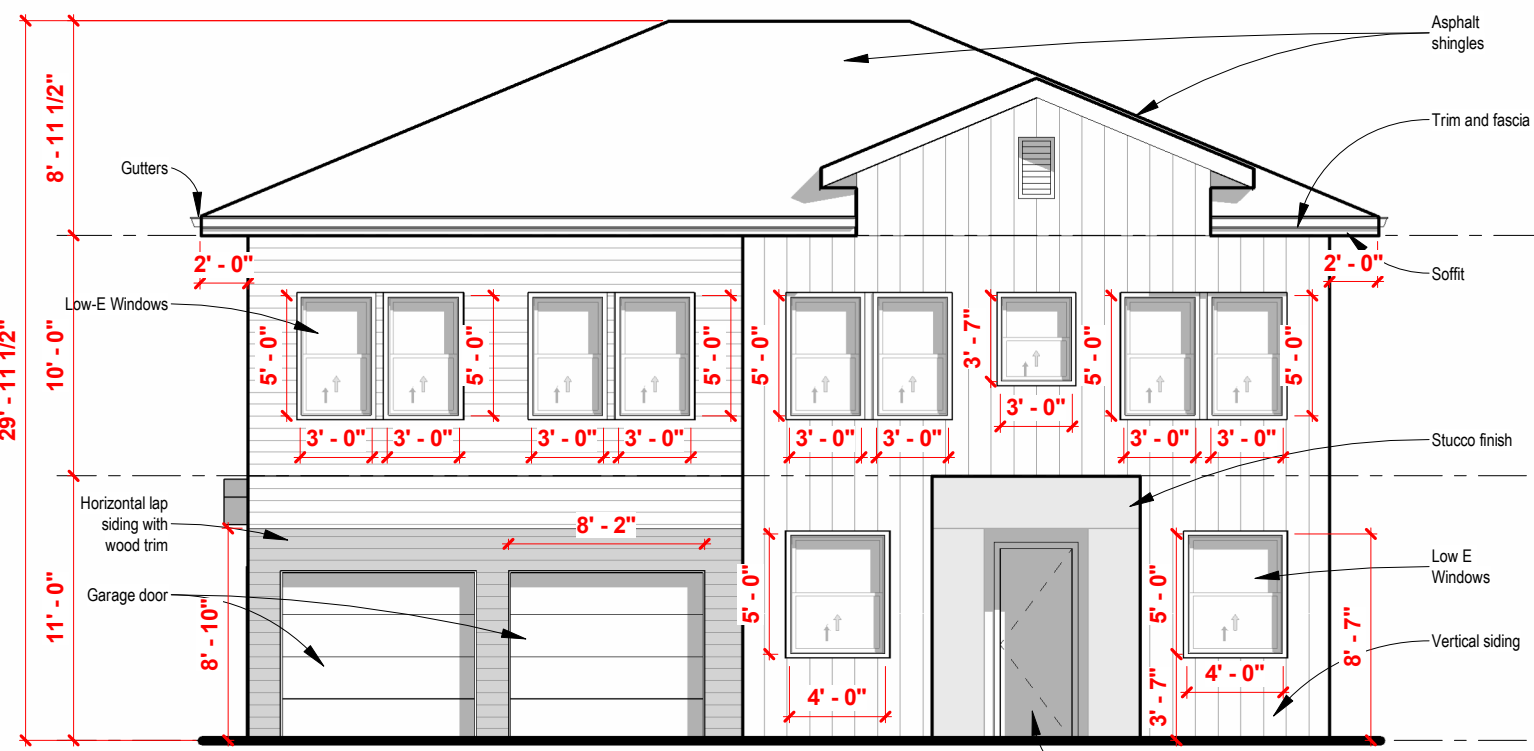 Asphalt
shingles
8' - 11 1/2"
Trim and fascia
Gutters
2' - 0"
2' - 0"
Soffit
Low-E Windows
29' - 11 1/2"
10' - 0"
5' - 0"
5' - 0"
5' - 0"
5' - 0"
3' - 7"
5' - 0"
5' - 0"
3' - 0"
3' - 0"
3' - 0"
3' - 0"
3' - 0"
3' - 0"
3' - 0"
3' - 0"
3' - 0"
Stucco finish
Horizontal lap
siding with
wood trim
8' - 2"
Low E
Windows
5' - 0"
5' - 0"
Garage door
11' - 0"
8' - 10"
8' - 7"
Vertical siding
4' - 0"
4' - 0"
3' - 7"